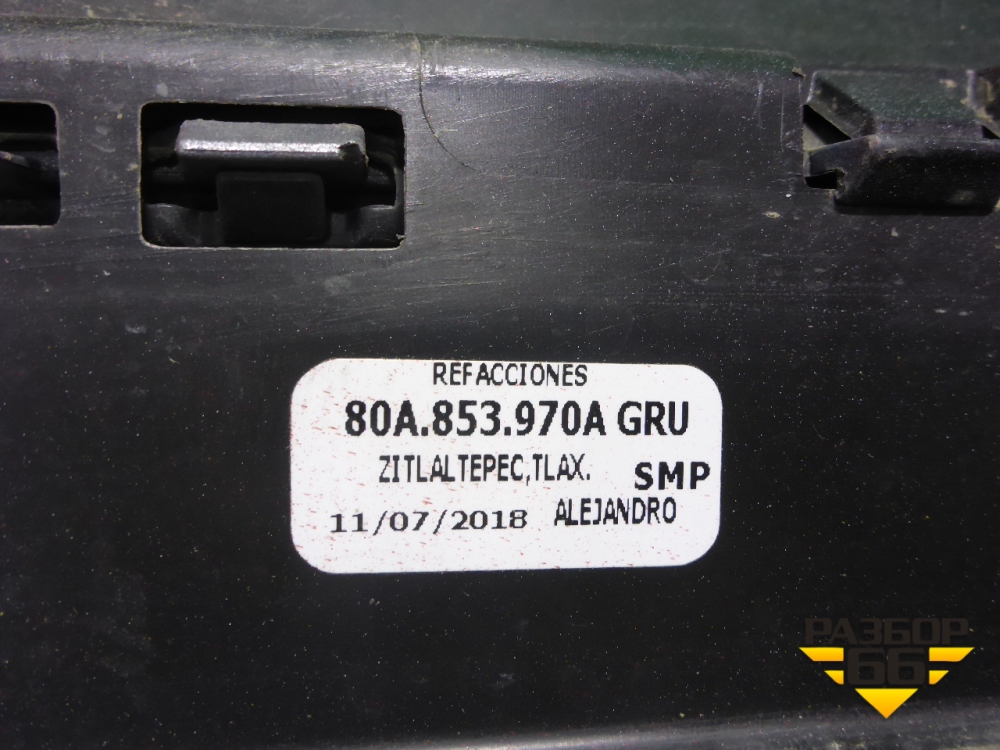 REFACCIONES
80A.853.970A GRU
ZITLALTEPEC,TLAX. SMP
11/07/2018 ALEJANDRO
РАЗБОР
66